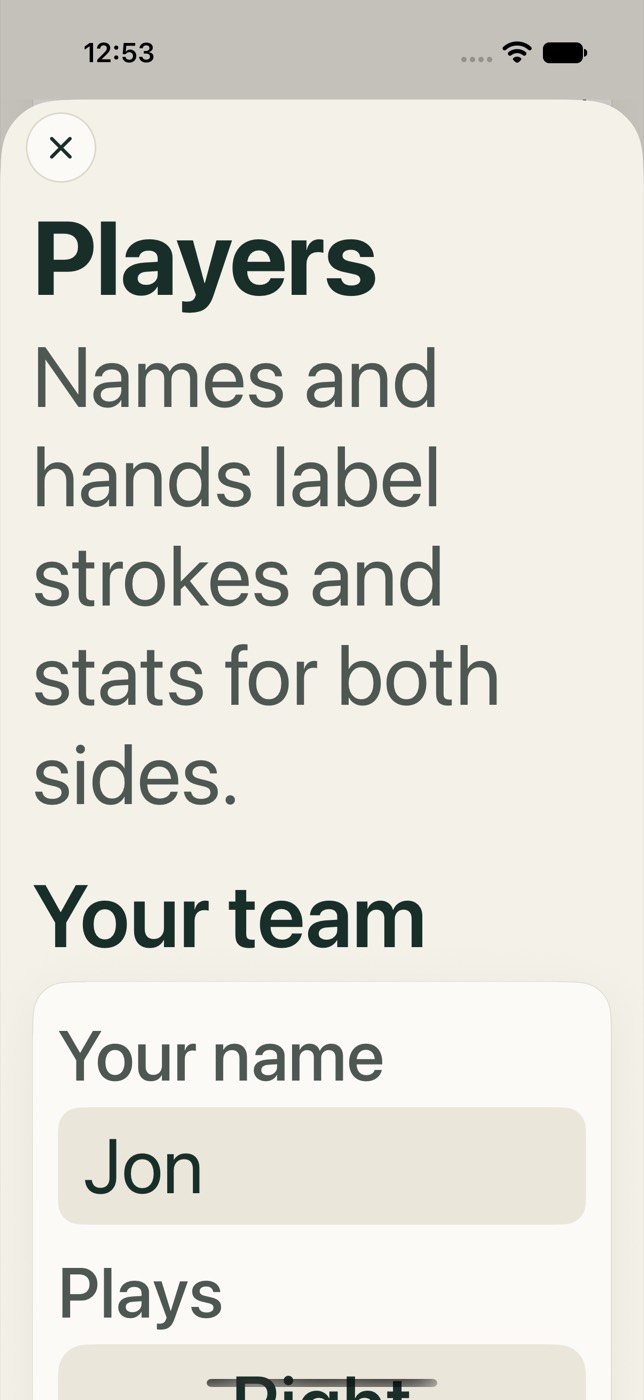 12:53
Players
Names and
hands label
strokes and
stats for both
sides.
Your team
Your name
Jon
Plays
Right